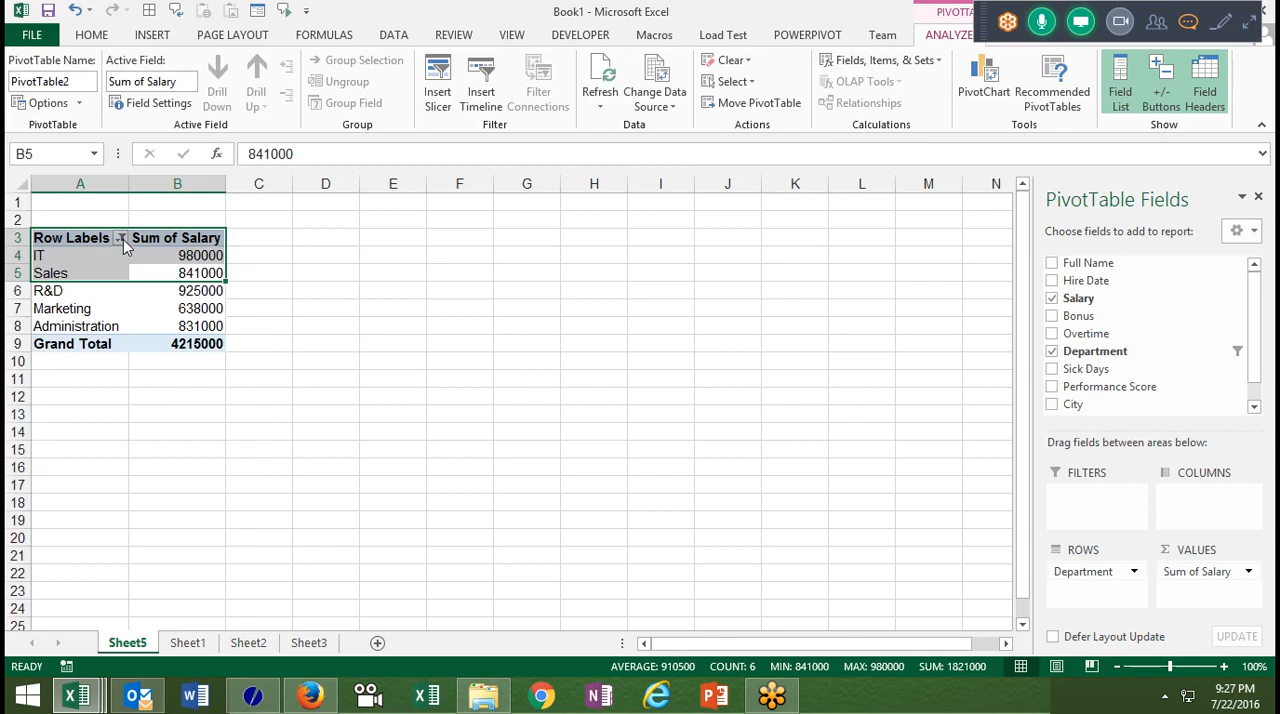 Book1 - Microsoft Excel
PIVOTTA
FILE
HOME
INSERT
PAGE LAYOUT
DATA
REVIEW
VIEW
Macros
Load Test
POWERPIVOT
Team
ANALYZE
PivotTable Name:
PivotTable2
Options
PivotTable
Active Field:
Sum of Salary
Field Settings
Drill Down
Drill Up
Active Field
Group Selection
Ungroup
Group Field
Group
Insert Slicer
Insert Timeline
Filter Connections
Filter
Refresh
Change Data Source
Data
Clear
Select
Move PivotTable
Actions
Fields, Items, & Sets
OLAP Tools
Relationships
Calculations
PivotChart
Recommended PivotTables
Tools
Field List
+/- Buttons
Field Headers
Show
B5
fx
841000
A B C D E F G H I J K L M N
1
2
3 Row Labels Sum of Salary
4 IT 980000
5 Sales 841000
6 R&D 925000
7 Marketing 638000
8 Administration 831000
9 Grand Total 4215000
10
11
12
13
14
15
16
17
18
19
20
21
22
23
24
25
PivotTable Fields
Choose fields to add to report:
Full Name
Hire Date
Salary
Bonus
Overtime
Department
Sick Days
Performance Score
City
Drag fields between areas below:
FILTERS
COLUMNS
ROWS
VALUES
Department
Sum of Salary
Defer Layout Update
UPDATE
Sheet5 Sheet1 Sheet2 Sheet3
READY
AVERAGE: 910500 COUNT: 6 MIN: 841000 MAX: 980000 SUM: 1821000
100%
9:27 PM
7/22/2016